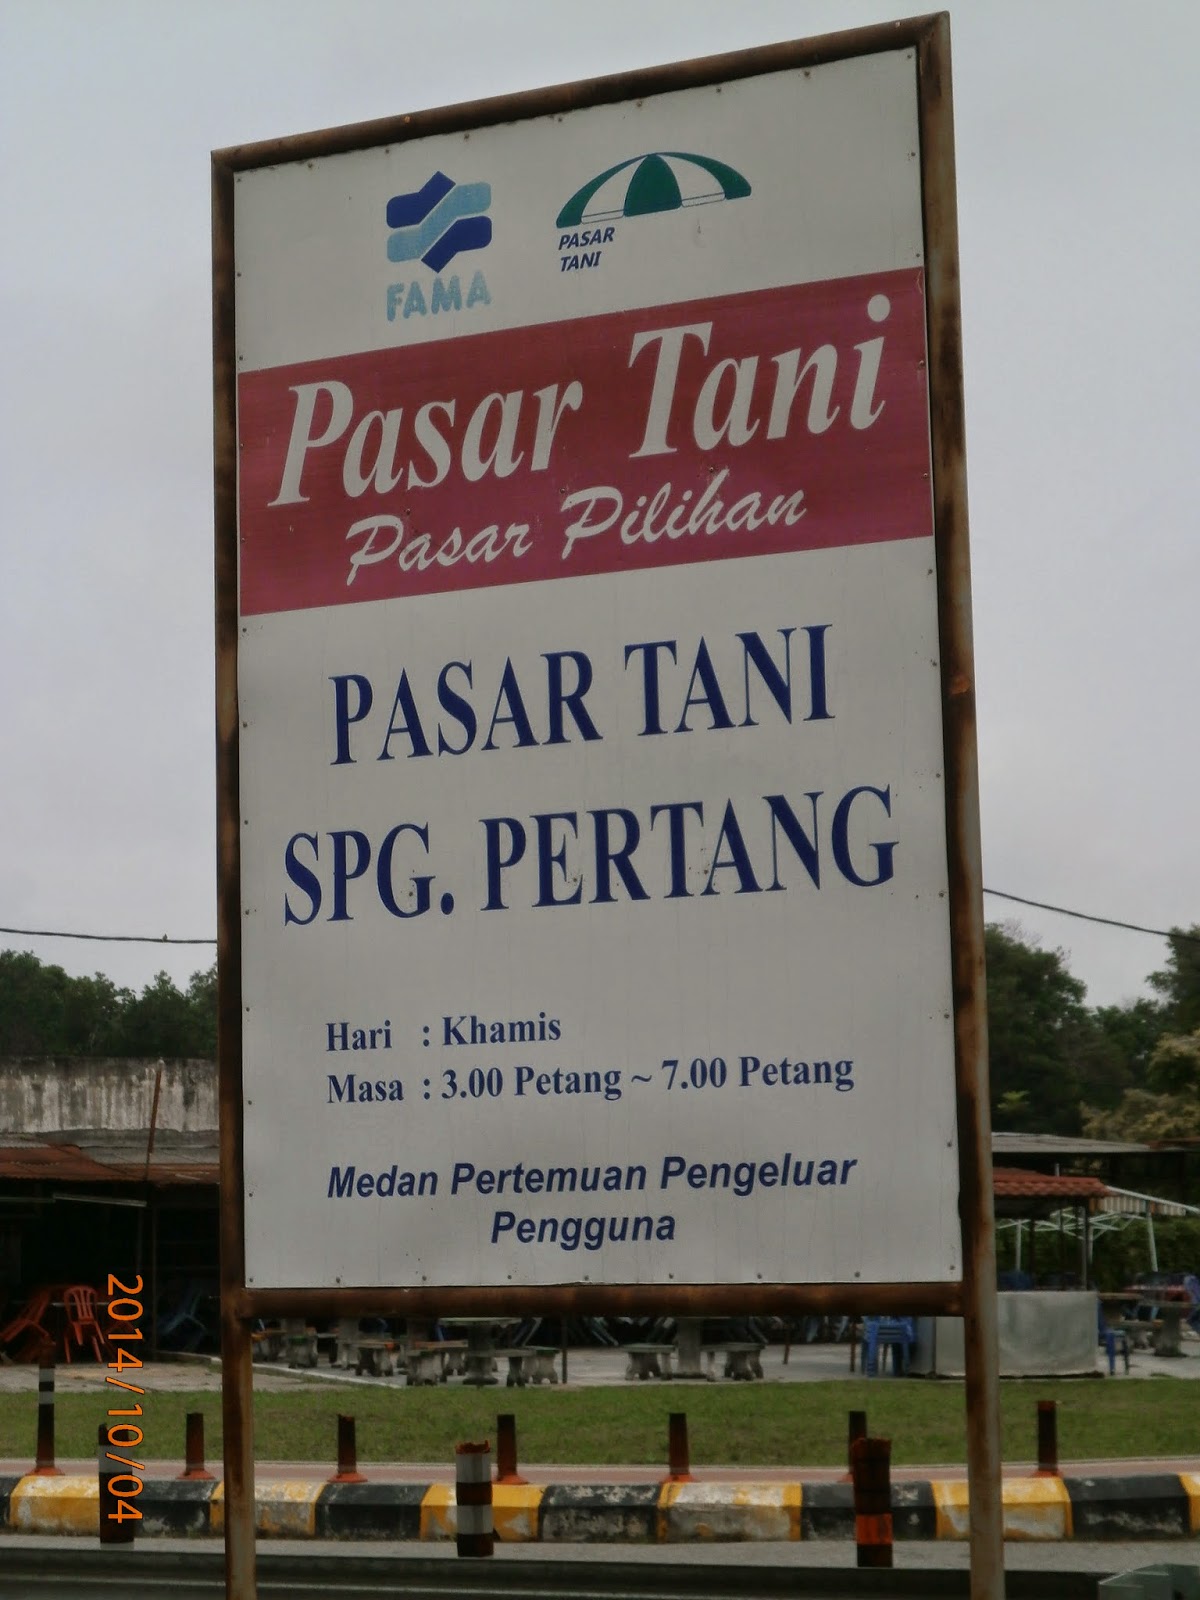 FAMA
PASAR
TANI
Pasar Tani
Pasar Pilihan
PASAR TANI
SPG. PERTANG
Hari : Khamis
Masa : 3.00 Petang ~ 7.00 Petang
Medan Pertemuan Pengeluar
Pengguna
2014/10/04